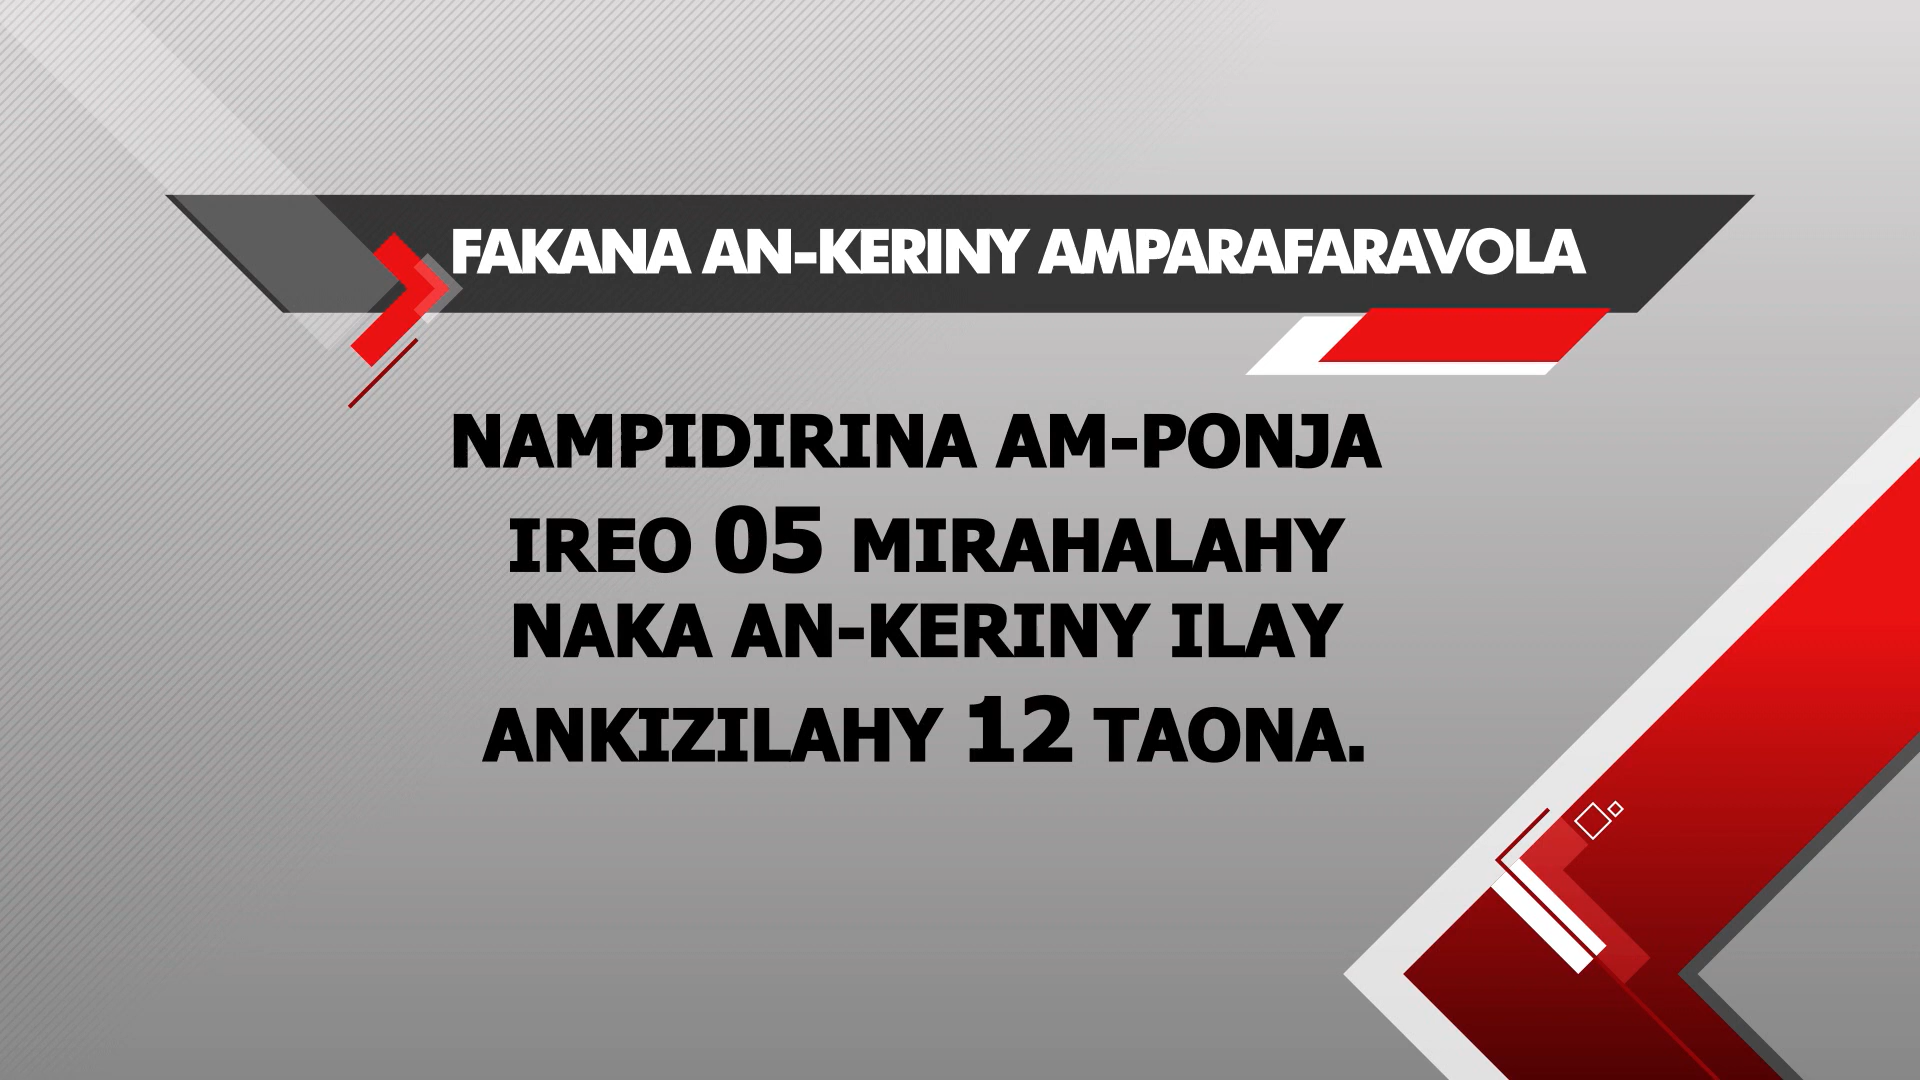 FAKANA AN-KERINY AMPARAFARAVOLA
NAMPIDIRINA AM-PONJA
IREO 05 MIRAHALAHY
NAKA AN-KERINY ILAY
ANKIZILAHY 12 TAONA.